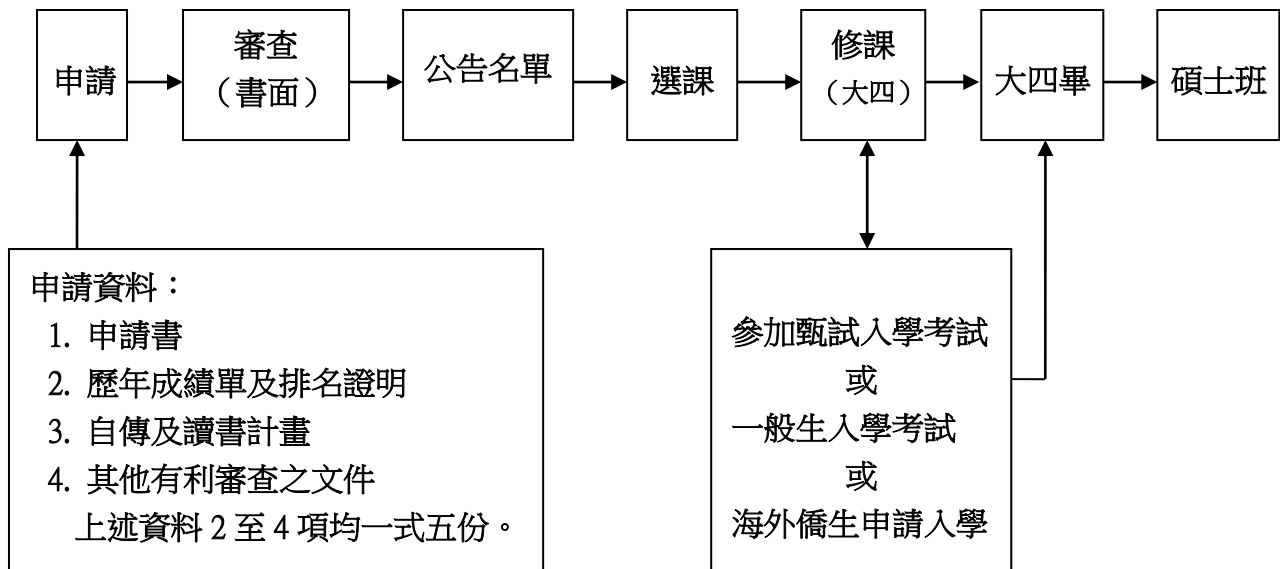 申請
審查
（書面）
公告名單
選課
修課
（大四）
大四畢
碩士班
申請資料：
1. 申請書
2. 歷年成績單及排名證明
3. 自傳及讀書計畫
4. 其他有利審查之文件
上述資料 2 至 4 項均一式五份。
參加甄試入學考試
或
一般生入學考試
或
海外僑生申請入學